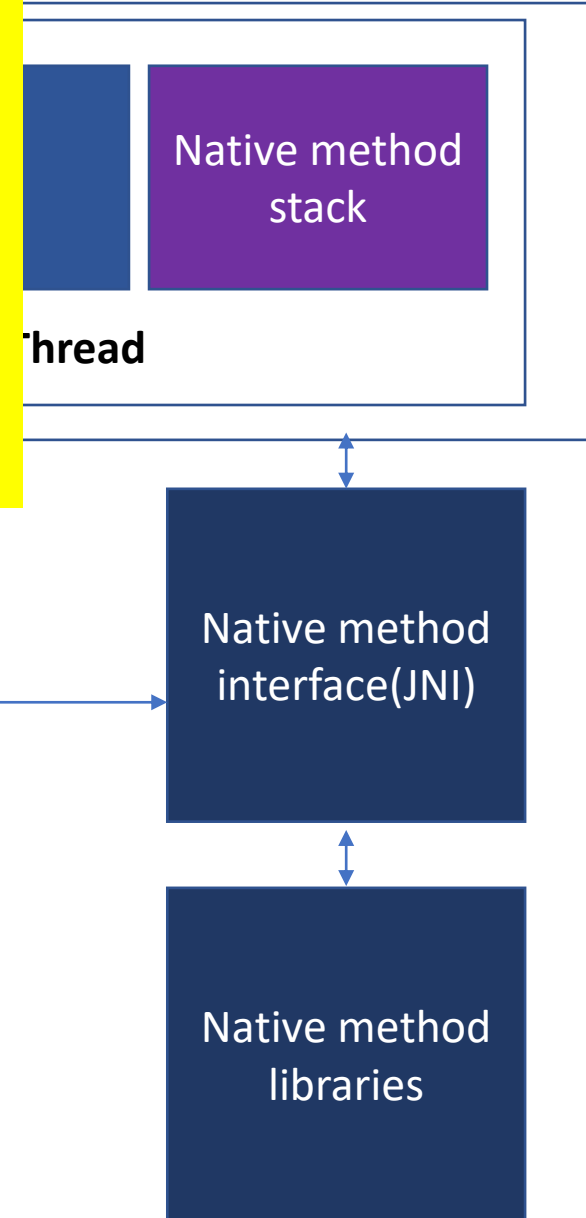 Native method
stack
Thread
Native method
interface(JNI)
Native method
libraries